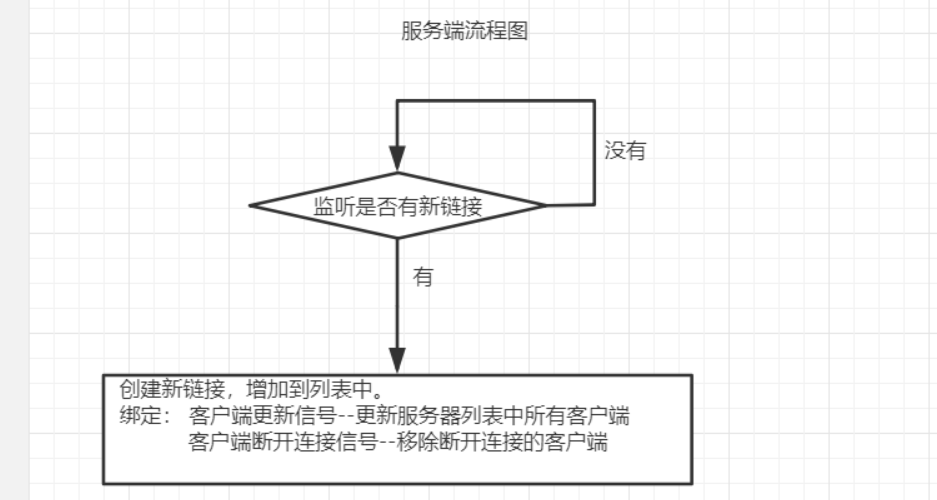 服务端流程图
没有
监听是否有新链接
有
创建新链接，增加到列表中。
绑定： 客户端更新信号--更新服务器列表中所有客户端
客户端断开连接信号--移除断开连接的客户端